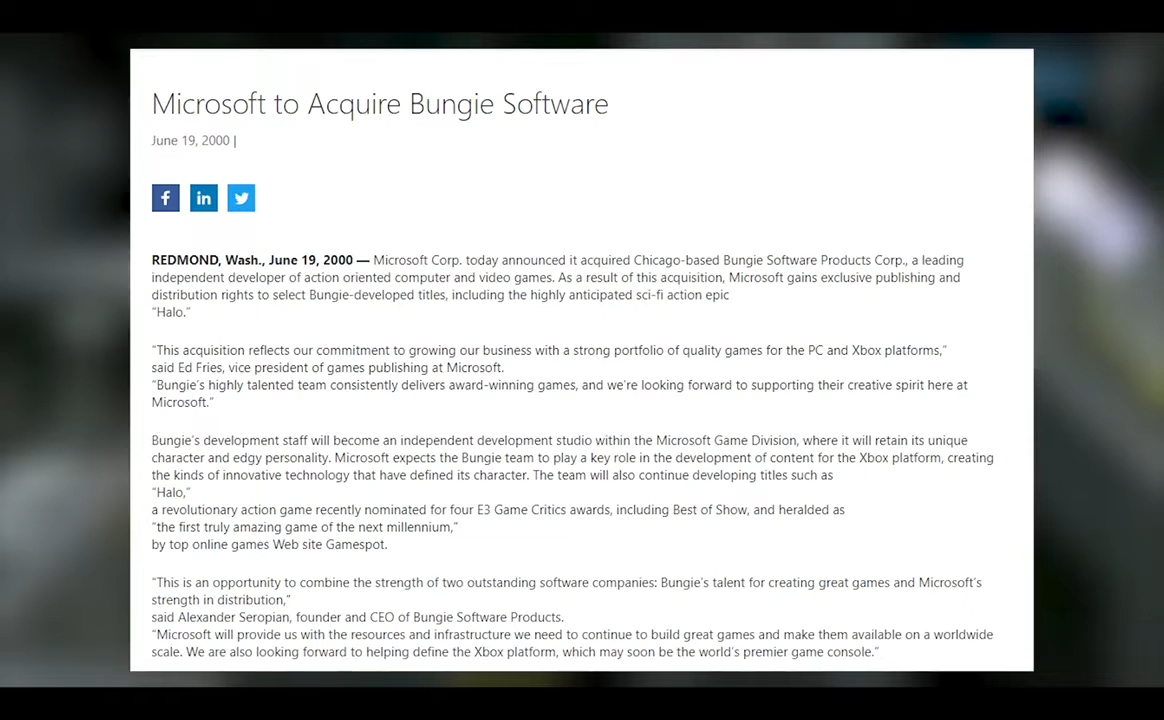 Microsoft to Acquire Bungie Software
June 19, 2000 |
f in
REDMOND, Wash., June 19, 2000 — Microsoft Corp. today announced it acquired Chicago-based Bungie Software Products Corp., a leading
independent developer of action oriented computer and video games. As a result of this acquisition, Microsoft gains exclusive publishing and
distribution rights to select Bungie-developed titles, including the highly anticipated sci-fi action epic
“Halo.”
“This acquisition reflects our commitment to growing our business with a strong portfolio of quality games for the PC and Xbox platforms,”
said Ed Fries, vice president of games publishing at Microsoft.
“Bungie’s highly talented team consistently delivers award-winning games, and we’re looking forward to supporting their creative spirit here at
Microsoft.”
Bungie’s development staff will become an independent development studio within the Microsoft Game Division, where it will retain its unique
character and edgy personality. Microsoft expects the Bungie team to play a key role in the development of content for the Xbox platform, creating
the kinds of innovative technology that have defined its character. The team will also continue developing titles such as
“Halo,”
a revolutionary action game recently nominated for four E3 Game Critics awards, including Best of Show, and heralded as
“the first truly amazing game of the next millennium,”
by top online games Web site Gamespot.
“This is an opportunity to combine the strength of two outstanding software companies: Bungie’s talent for creating great games and Microsoft’s
strength in distribution,”
said Alexander Seropian, founder and CEO of Bungie Software Products.
“Microsoft will provide us with the resources and infrastructure we need to continue to build great games and make them available on a worldwide
scale. We are also looking forward to helping define the Xbox platform, which may soon be the world’s premier game console.”